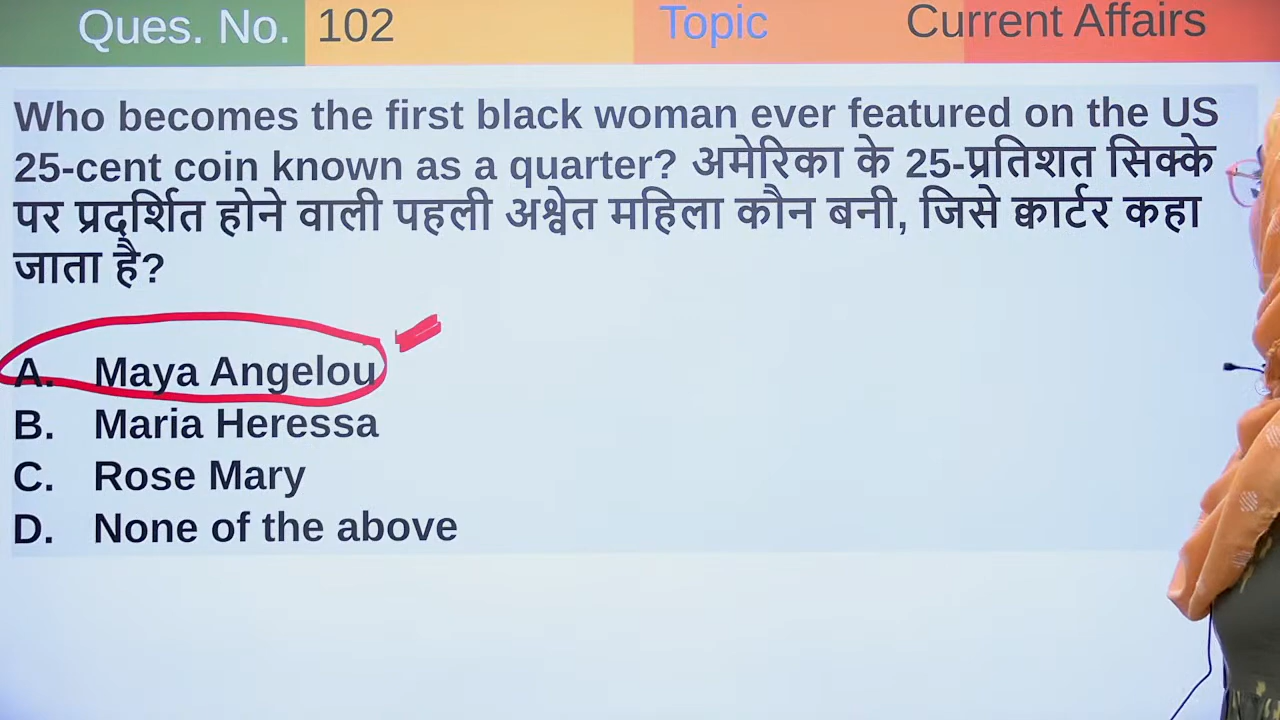 Ques. No. 102 Topic Current Affairs
Who becomes the first black woman ever featured on the US
25-cent coin known as a quarter? अमेरिका के 25-प्रतिशत सिक्के
पर प्रदर्शित होने वाली पहली अश्वेत महिला कौन बनी, जिसे क्वार्टर कहा
जाता है?
A. Maya Angelou
B. Maria Heressa
C. Rose Mary
D. None of the above